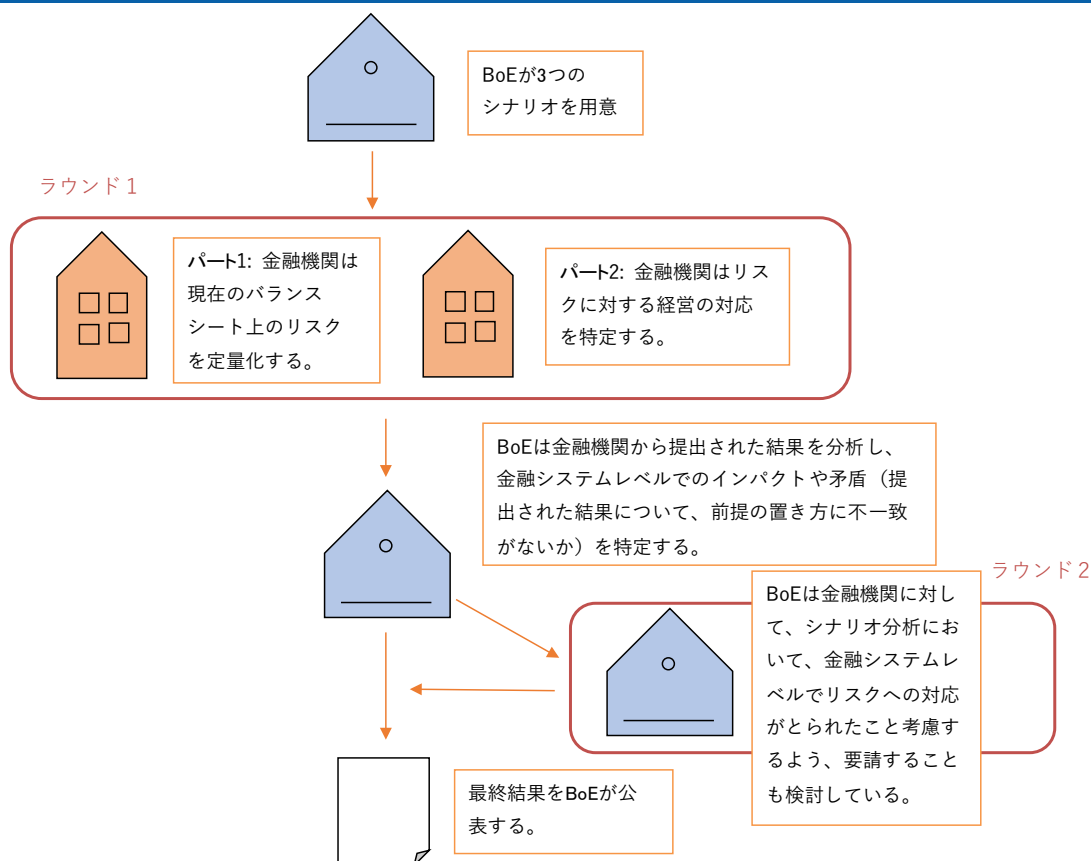 BoEが3つの
シナリオを用意
ラウンド1
パート1: 金融機関は
現在のバランス
シート上のリスク
を定量化する。
パート2: 金融機関はリス
クに対する経営の対応
を特定する。
BoEは金融機関から提出された結果を分析し、
金融システムレベルでのインパクトや矛盾（提
出された結果について、前提の置き方に不一致
がないか）を特定する。
ラウンド2
BoEは金融機関に対し
て、シナリオ分析にお
いて、金融システムレ
ベルでリスクへの対応
がとられたこと考慮す
るよう、要請すること
も検討している。
最終結果をBoEが公
表する。